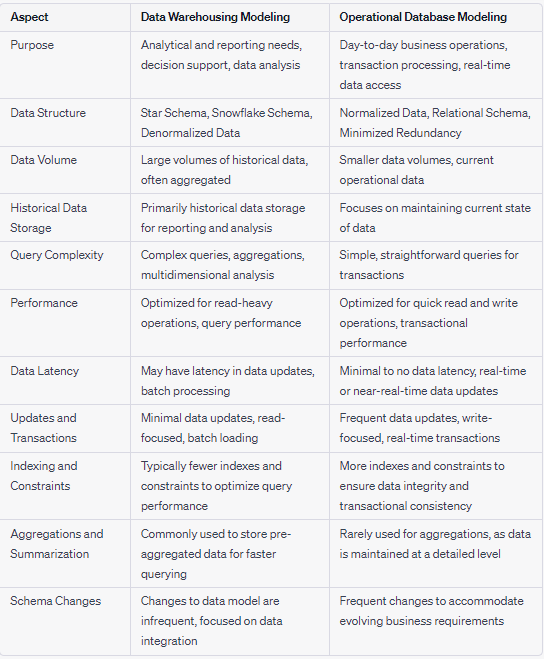 Aspect Data Warehousing Modeling Operational Database Modeling
Purpose Analytical and reporting needs, Day-to-day business operations,
decision support, data analysis transaction processing, real-time
data access
Data Structure Star Schema, Snowflake Schema, Normalized Data, Relational Schema,
Denormalized Data Minimized Redundancy
Data Volume Large volumes of historical data, Smaller data volumes, current
often aggregated operational data
Historical Data Primarily historical data storage Focuses on maintaining current state
Storage for reporting and analysis of data
Query Complexity Complex queries, aggregations, Simple, straightforward queries for
multidimensional analysis transactions
Performance Optimized for read-heavy Optimized for quick read and write
operations, query performance operations, transactional
performance
Data Latency May have latency in data updates, Minimal to no data latency, real-time
batch processing or near-real-time data updates
Updates and Minimal data updates, read- Frequent data updates, write-
Transactions focused, batch loading focused, real-time transactions
Indexing and Typically fewer indexes and More indexes and constraints to
Constraints constraints to optimize query ensure data integrity and
performance transactional consistency
Aggregations and Commonly used to store pre- Rarely used for aggregations, as data
Summarization aggregated data for faster is maintained at a detailed level
querying
Schema Changes Changes to data model are Frequent changes to accommodate
infrequent, focused on data evolving business requirements
integration